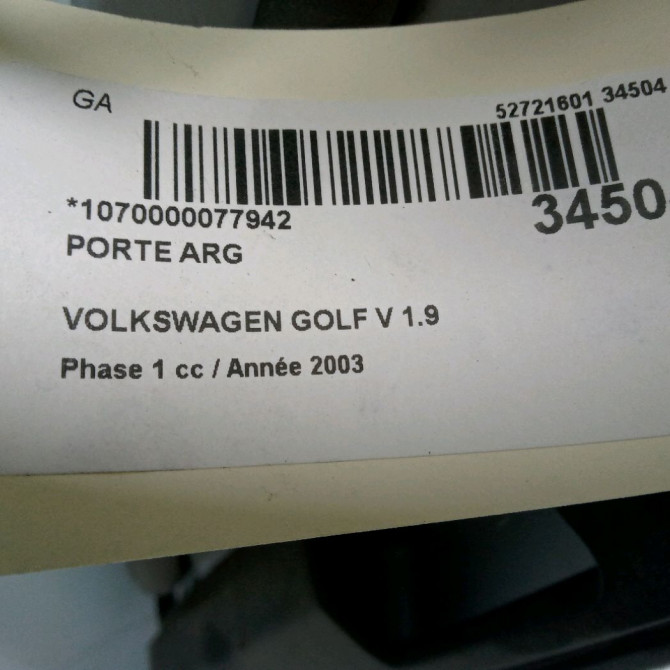 GA
52721601 34504
*1070000077942
3450
PORTE ARG
VOLKSWAGEN GOLF V 1.9
Phase 1 cc / Année 2003